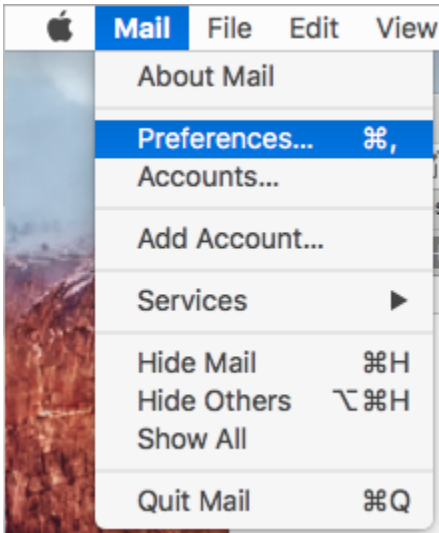 Mail File Edit View
About Mail
Preferences... ⌘,
Accounts...
Add Account...
Services ▶
Hide Mail ⌘H
Hide Others ⌥⌘H
Show All
Quit Mail ⌘Q